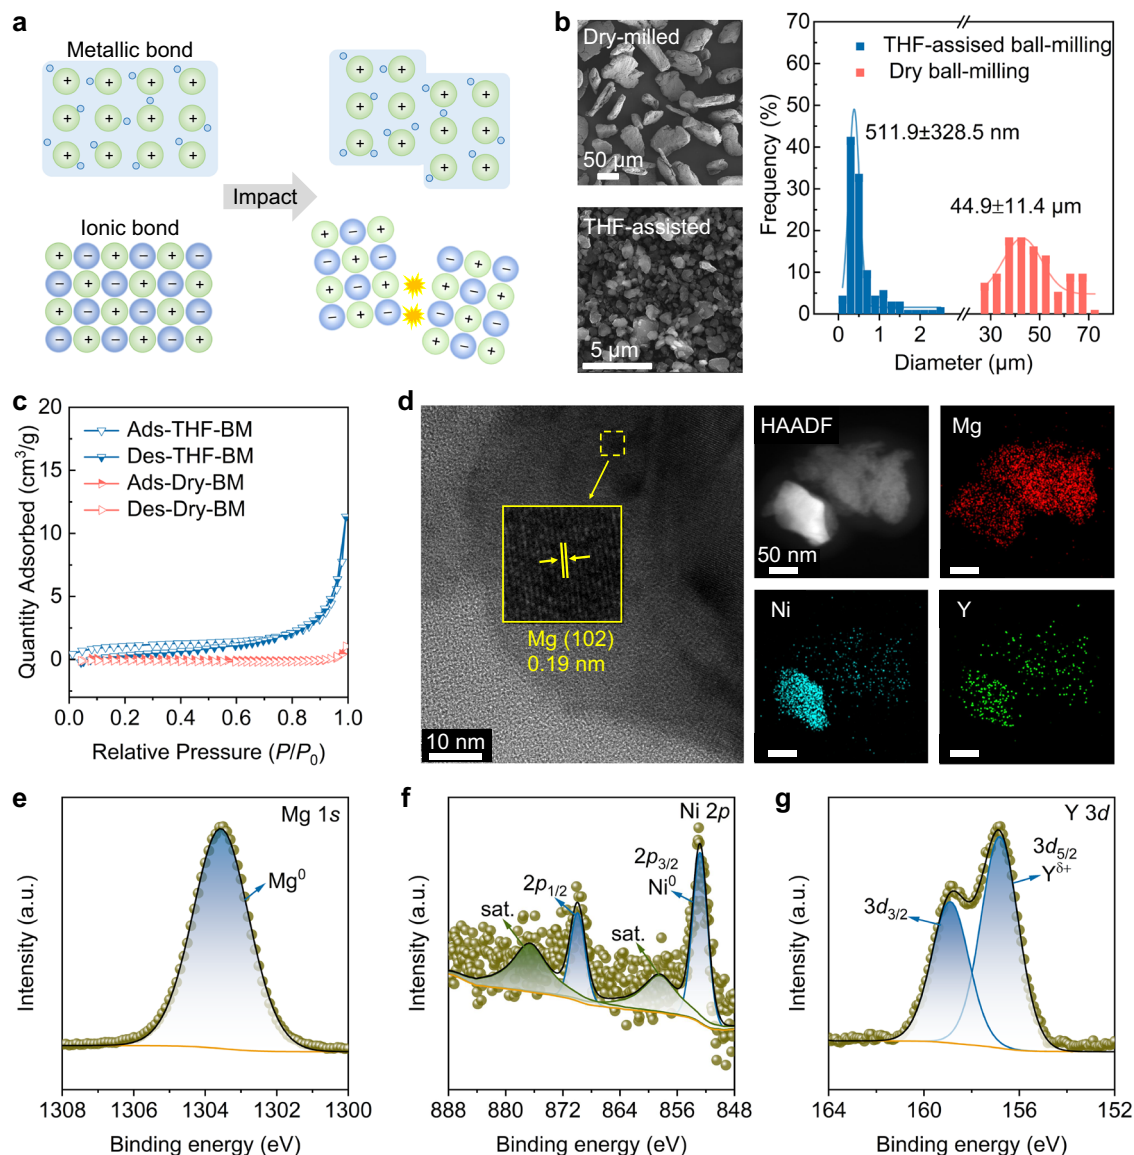 a
Metallic bond
Impact
Ionic bond
b
Dry-milled
50 µm
THF-assisted
5 µm
Frequency (%)
70
60
50
40
30
20
10
0
THF-assised ball-milling
Dry ball-milling
511.9±328.5 nm
44.9±11.4 µm
0 1 2 30 50 70
Diameter (µm)
c
Quantity Adsorbed (cm³/g)
20
15
10
5
0
Ads-THF-BM
Des-THF-BM
Ads-Dry-BM
Des-Dry-BM
0.0 0.2 0.4 0.6 0.8 1.0
Relative Pressure (P/P₀)
d
Mg (102)
0.19 nm
10 nm
HAADF
50 nm
Mg
Ni
Y
e
Mg 1s
Mg⁰
Intensity (a.u.)
1308 1306 1304 1302 1300
Binding energy (eV)
f
Ni 2p
2p₃/₂
Ni⁰
2p₁/₂
sat.
sat.
Intensity (a.u.)
888 880 872 864 856 848
Binding energy (eV)
g
Y 3d
3d₅/₂
Yᵟ⁺
3d₃/₂
Intensity (a.u.)
164 160 156 152
Binding energy (eV)